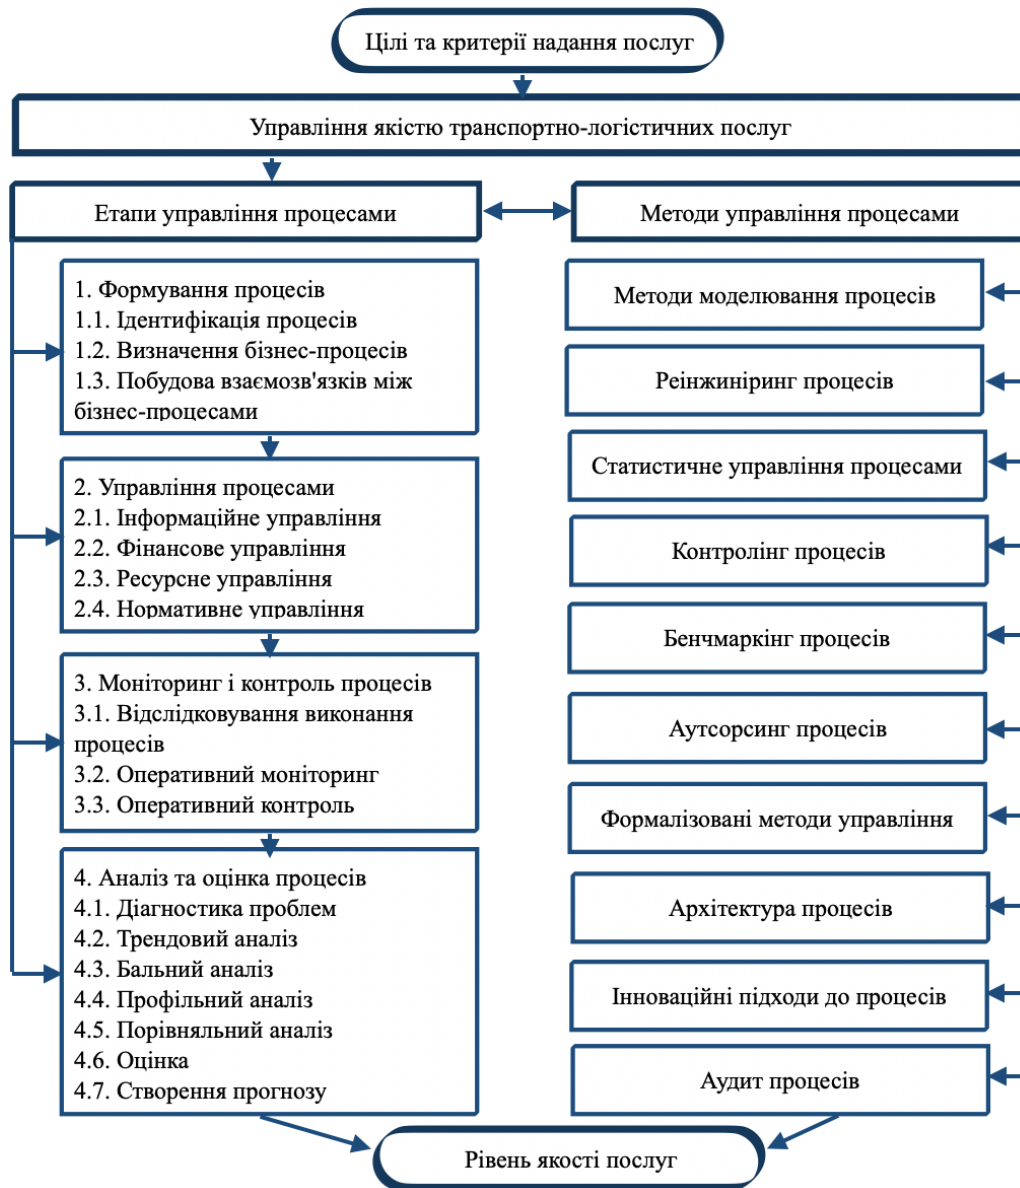 Цілі та критерії надання послуг
Управління якістю транспортно-логістичних послуг
Етапи управління процесами
Методи управління процесами
1. Формування процесів
1.1. Ідентифікація процесів
1.2. Визначення бізнес-процесів
1.3. Побудова взаємозв'язків між
бізнес-процесами
2. Управління процесами
2.1. Інформаційне управління
2.2. Фінансове управління
2.3. Ресурсне управління
2.4. Нормативне управління
3. Моніторинг і контроль процесів
3.1. Відслідковування виконання
процесів
3.2. Оперативний моніторинг
3.3. Оперативний контроль
4. Аналіз та оцінка процесів
4.1. Діагностика проблем
4.2. Трендовий аналіз
4.3. Бальний аналіз
4.4. Профільний аналіз
4.5. Порівняльний аналіз
4.6. Оцінка
4.7. Створення прогнозу
Методи моделювання процесів
Реінжиніринг процесів
Статистичне управління процесами
Контролінг процесів
Бенчмаркінг процесів
Аутсорсинг процесів
Формалізовані методи управління
Архітектура процесів
Інноваційні підходи до процесів
Аудит процесів
Рівень якості послуг